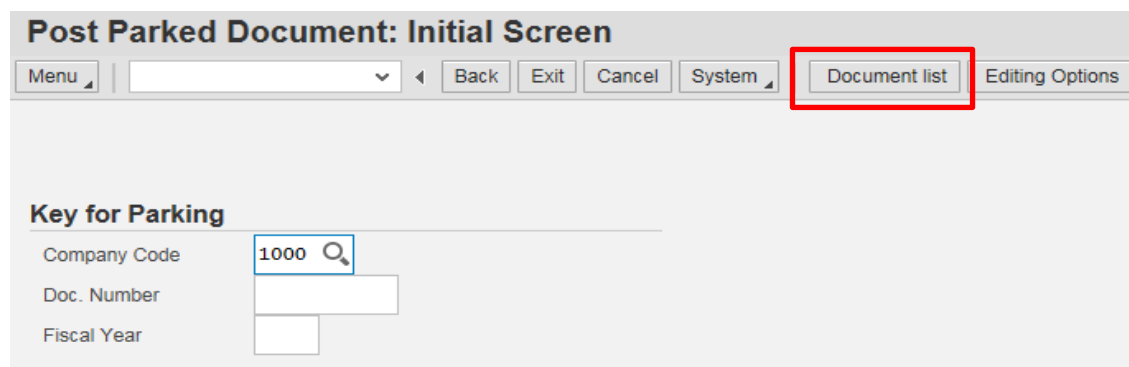 Post Parked Document: Initial Screen
Menu Back Exit Cancel System Document list Editing Options
Key for Parking
Company Code 1000
Doc. Number
Fiscal Year